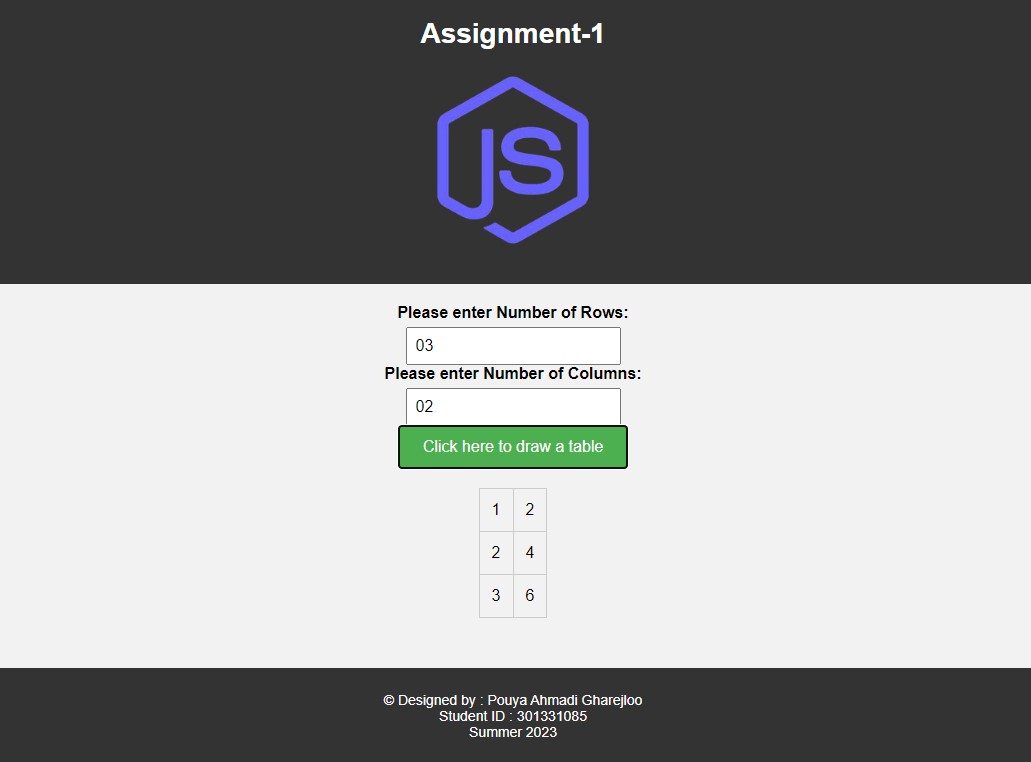 Assignment-1
JS
Please enter Number of Rows:
03
Please enter Number of Columns:
02
Click here to draw a table
1 2
2 4
3 6
© Designed by : Pouya Ahmadi Gharejloo
Student ID : 301331085
Summer 2023